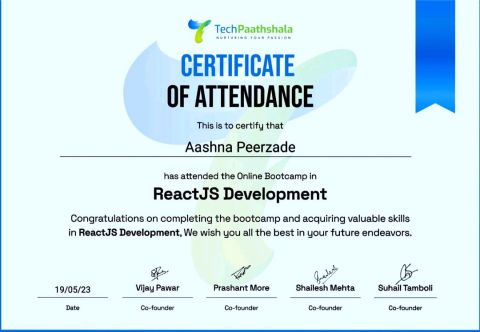 TechPaathshala
NURTURING YOUR PASSION
CERTIFICATE
OF ATTENDANCE
This is to certify that
Aashna Peerzade
has attended the Online Bootcamp in
ReactJS Development
Congratulations on completing the bootcamp and acquiring valuable skills
in ReactJS Development, We wish you all the best in your future endeavors.
19/05/23 Vijay Pawar Prashant More Shailesh Mehta Suhail Tamboli
Date Co-founder Co-founder Co-founder Co-founder